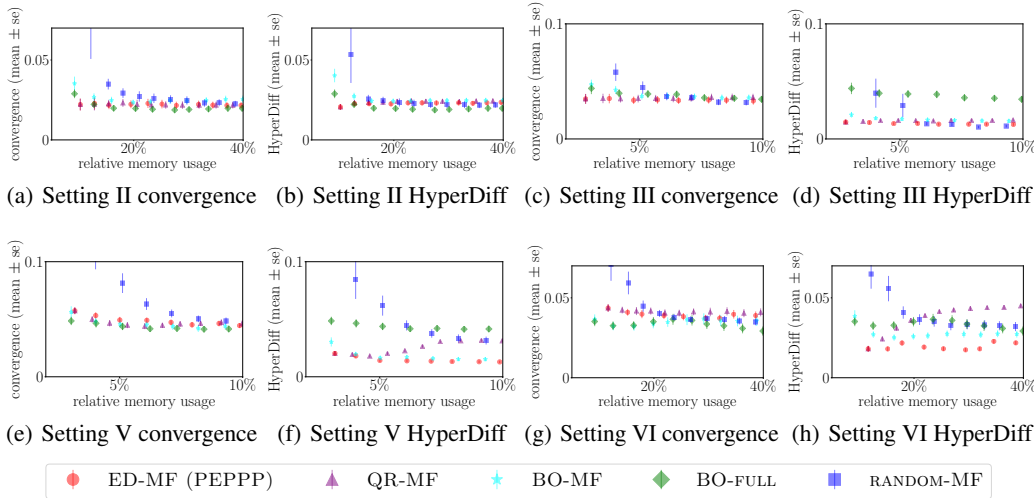 convergence (mean ± se)
0.05
0
20%
40%
relative memory usage
(a) Setting II convergence
HyperDiff (mean ± se)
0.05
0
20%
40%
relative memory usage
(b) Setting II HyperDiff
convergence (mean ± se)
0.1
0
5%
10%
relative memory usage
(c) Setting III convergence
HyperDiff (mean ± se)
0.1
0
5%
10%
relative memory usage
(d) Setting III HyperDiff
convergence (mean ± se)
0.1
0
5%
10%
relative memory usage
(e) Setting V convergence
HyperDiff (mean ± se)
0.1
0
5%
10%
relative memory usage
(f) Setting V HyperDiff
convergence (mean ± se)
0.05
0
20%
40%
relative memory usage
(g) Setting VI convergence
HyperDiff (mean ± se)
0.05
0
20%
40%
relative memory usage
(h) Setting VI HyperDiff
ED-MF (PEPPP)
QR-MF
BO-MF
BO-FULL
RANDOM-MF